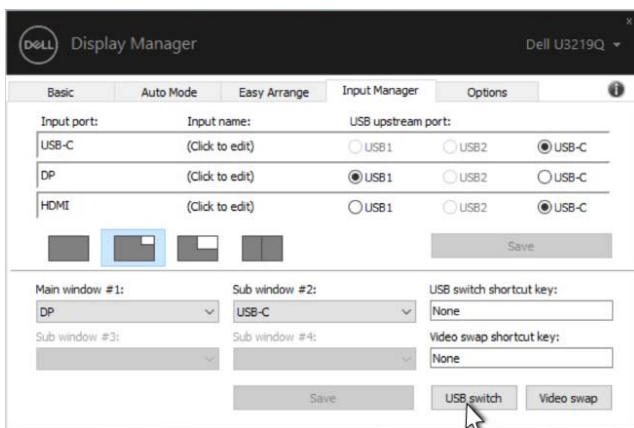 DELL Display Manager Dell U3219Q
Basic Auto Mode Easy Arrange Input Manager Options
Input port: Input name: USB upstream port:
USB-C (Click to edit) USB1 USB2 USB-C
DP (Click to edit) USB1 USB2 USB-C
HDMI (Click to edit) USB1 USB2 USB-C
Save
Main window #1: Sub window #2: USB switch shortcut key:
DP USB-C None
Sub window #3: Sub window #4: Video swap shortcut key:
None
Save USB switch Video swap